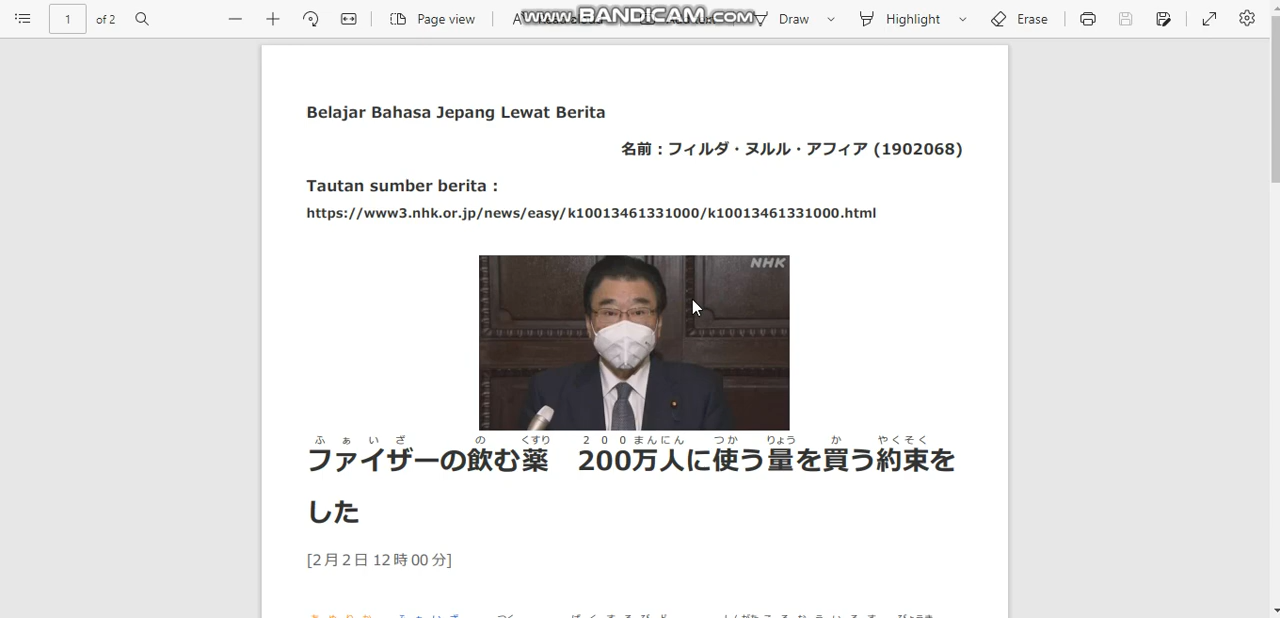 1 of 2 Page view Draw Highlight Erase
www.BANDICAM.com
Belajar Bahasa Jepang Lewat Berita
名前：フィルダ・ヌルル・アフィア (1902068)
Tautan sumber berita :
https://www3.nhk.or.jp/news/easy/k10013461331000/k10013461331000.html
NHK
ふぁいざ の くすり 200まんにん つか りょう か やくそく
ファイザーの飲む薬　200万人に使う量を買う約束を
した
[2月2日 12時00分]